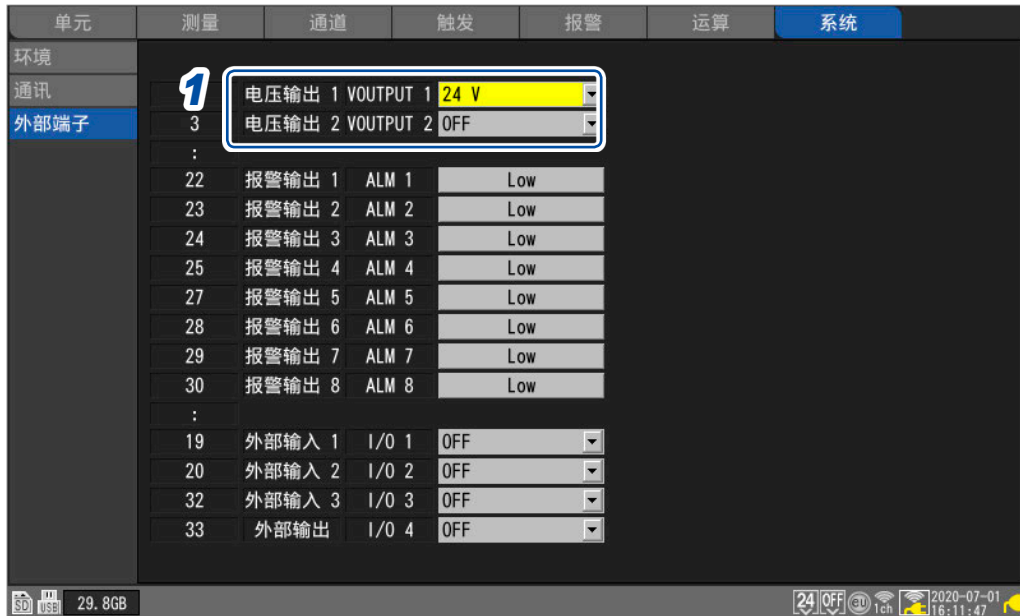 单元 测量 通道 触发 报警 运算 系统
环境
通讯
外部端子
1
电压输出 1 VOUTPUT 1 24 V
3 电压输出 2 VOUTPUT 2 OFF
:
22 报警输出 1 ALM 1 Low
23 报警输出 2 ALM 2 Low
24 报警输出 3 ALM 3 Low
25 报警输出 4 ALM 4 Low
27 报警输出 5 ALM 5 Low
28 报警输出 6 ALM 6 Low
29 报警输出 7 ALM 7 Low
30 报警输出 8 ALM 8 Low
:
19 外部输入 1 I/O 1 OFF
20 外部输入 2 I/O 2 OFF
32 外部输入 3 I/O 3 OFF
33 外部输出 I/O 4 OFF
SD USB 29.8GB 24 OFF eu 1ch 2020-07-01
16:11:47